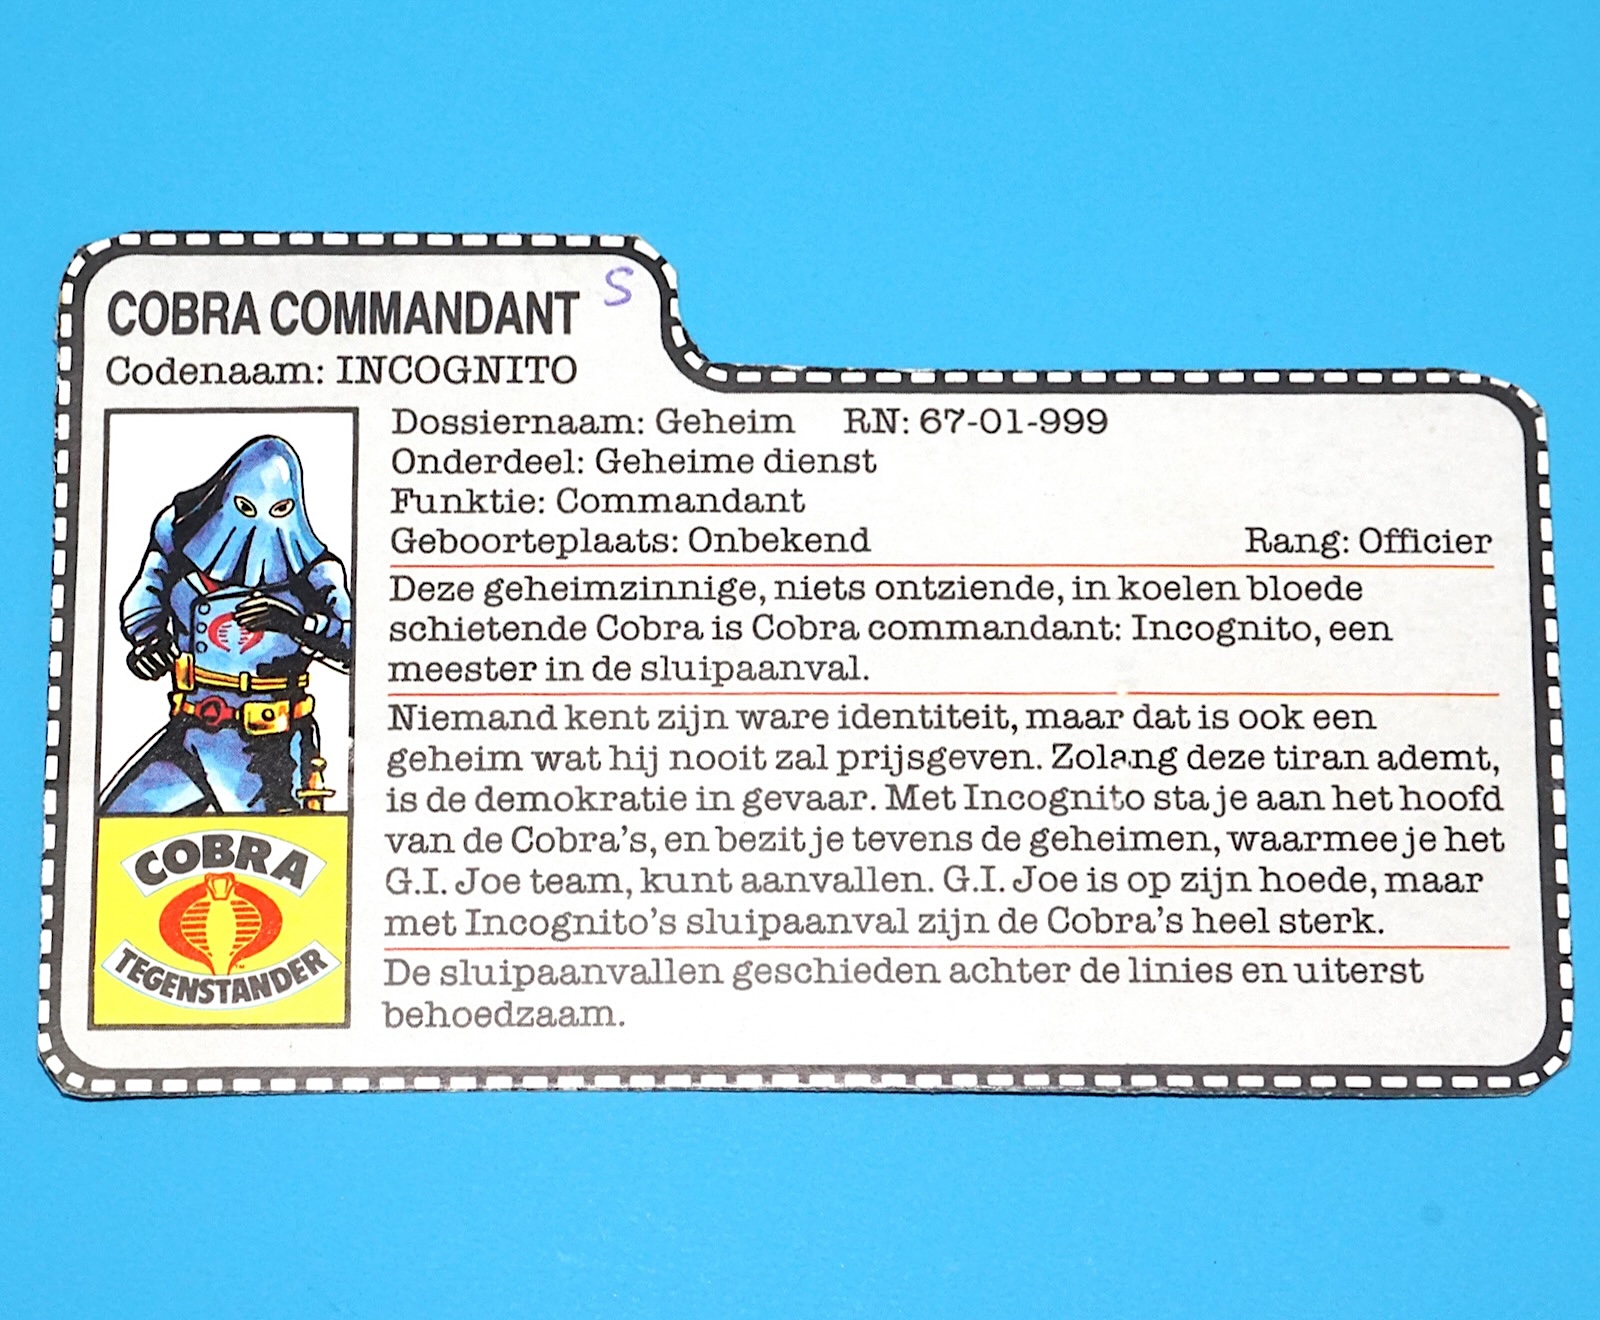 COBRA COMMANDANT S
Codenaam: INCOGNITO
Dossiernaam: Geheim RN: 67-01-999
Onderdeel: Geheime dienst
Funktie: Commandant
Geboorteplaats: Onbekend Rang: Officier
Deze geheimzinnige, niets ontziende, in koelen bloede
schietende Cobra is Cobra commandant: Incognito, een
meester in de sluipaanval.
Niemand kent zijn ware identiteit, maar dat is ook een
geheim wat hij nooit zal prijsgeven. Zolang deze tiran ademt,
is de demokratie in gevaar. Met Incognito sta je aan het hoofd
van de Cobra's, en bezit je tevens de geheimen, waarmee je het
G.I. Joe team, kunt aanvallen. G.I. Joe is op zijn hoede, maar
met Incognito's sluipaanval zijn de Cobra's heel sterk.
De sluipaanvallen geschieden achter de linies en uiterst
behoedzaam.
COBRA
TEGENSTANDER